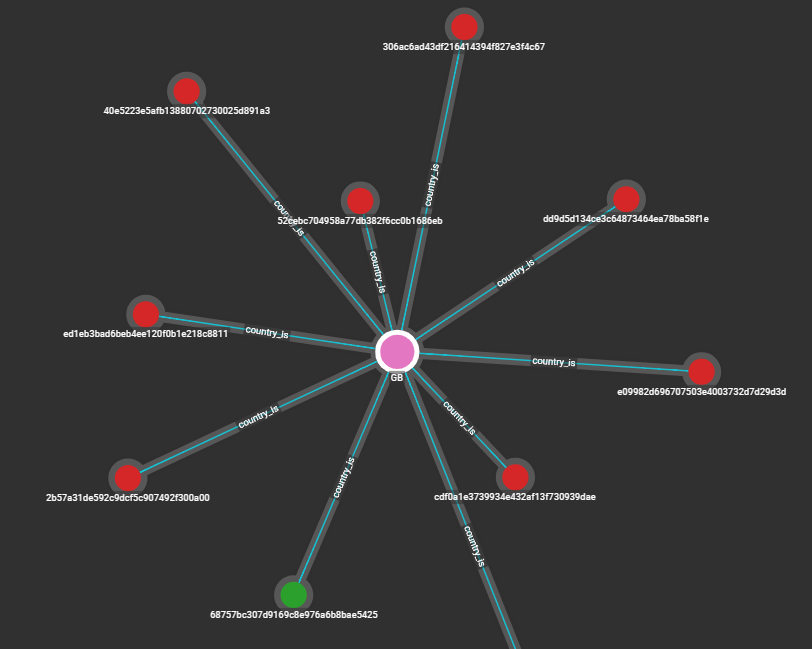 306ac6ad43df216414394f827e3f4c67
40e5223e5afb13880702730025d891a3
country_is
52cebc704958a77db382f6cc0b1686eb
dd9d5d134ce3c64873464ea78ba58f1e
country_is
country_is
country_is
ed1eb3bad6beb4ee120f0b1e218c8811
country_is
country_is
GB
e09982d696707503e4003732d7d29d3d
country_is
country_is
country_is
2b57a31de592c9dcf5c907492f300a00
cdf0a1e3739934e432af13f730939dae
country_is
68757bc307d9169c8e976a6b8bae5425